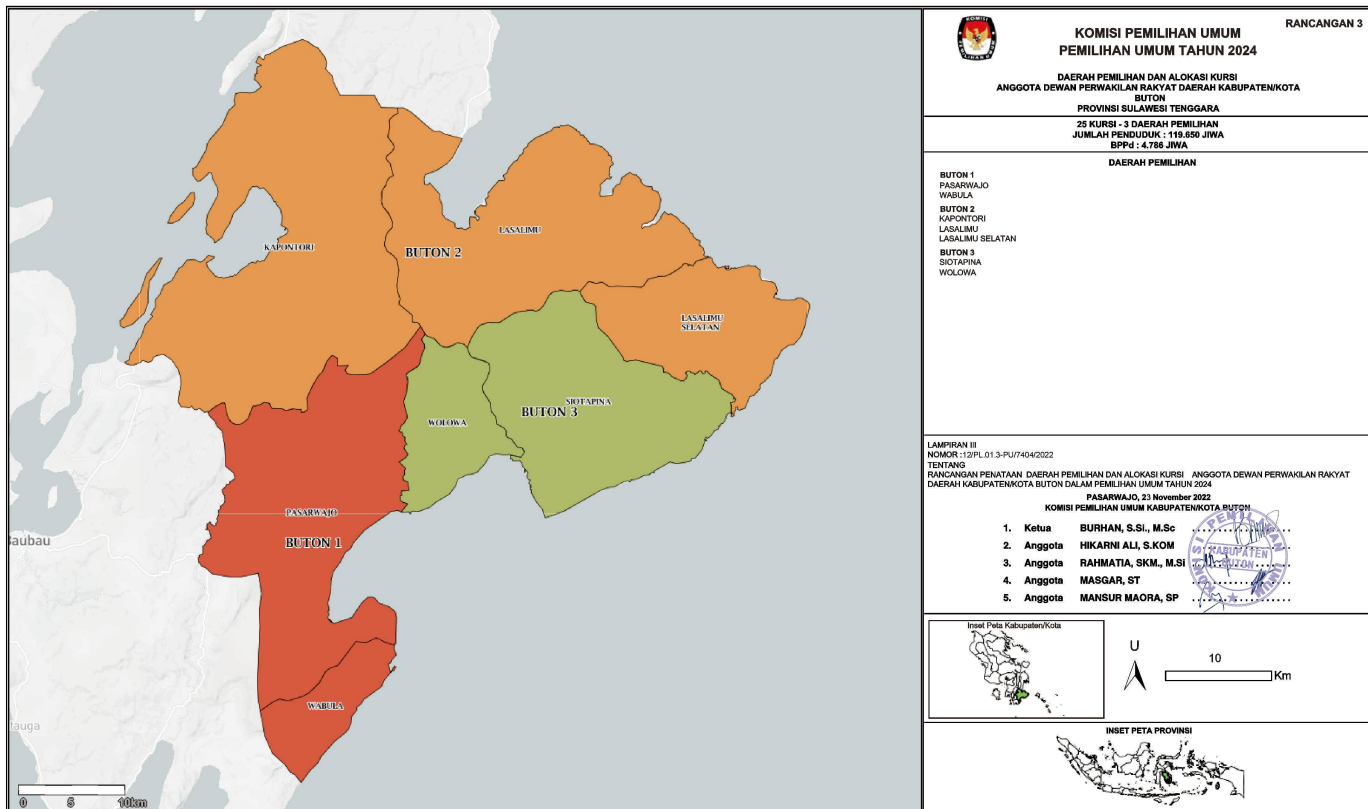 KAPONTORI
BUTON 2
LASALIMU
LASALIMU
SELATAN
WOLOWA
SIOTAPINA
BUTON 3
PASARWAJO
BUTON 1
WABULA
Baubau
tauga
0 5 10km
RANCANGAN 3
KOMISI PEMILIHAN UMUM
PEMILIHAN UMUM TAHUN 2024
DAERAH PEMILIHAN DAN ALOKASI KURSI
ANGGOTA DEWAN PERWAKILAN RAKYAT DAERAH KABUPATEN/KOTA
BUTON
PROVINSI SULAWESI TENGGARA
25 KURSI - 3 DAERAH PEMILIHAN
JUMLAH PENDUDUK : 119.650 JIWA
BPPd : 4.786 JIWA
DAERAH PEMILIHAN
BUTON 1
PASARWAJO
WABULA
BUTON 2
KAPONTORI
LASALIMU
LASALIMU SELATAN
BUTON 3
SIOTAPINA
WOLOWA
LAMPIRAN III
NOMOR :12/PL.01.3-PU/7404/2022
TENTANG
RANCANGAN PENATAAN DAERAH PEMILIHAN DAN ALOKASI KURSI ANGGOTA DEWAN PERWAKILAN RAKYAT
DAERAH KABUPATEN/KOTA BUTON DALAM PEMILIHAN UMUM TAHUN 2024
PASARWAJO, 23 November 2022
KOMISI PEMILIHAN UMUM KABUPATEN/KOTA BUTON
1. Ketua BURHAN, S.Si., M.Sc
2. Anggota HIKARNI ALI, S.KOM
3. Anggota RAHMATIA, SKM., M.Si
4. Anggota MASGAR, ST
5. Anggota MANSUR MAORA, SP
KOMISI PEMILIHAN UMUM
KABUPATEN
BUTON
Inset Peta Kabupaten/Kota
U
10
Km
INSET PETA PROVINSI